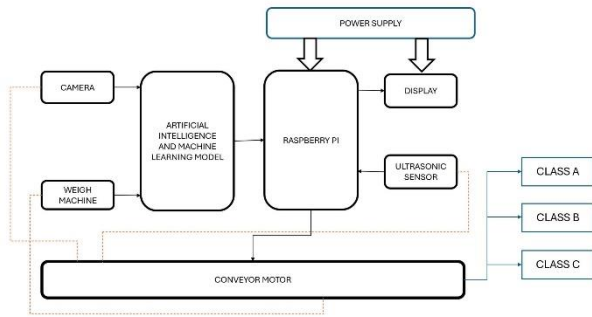 POWER SUPPLY
CAMERA
ARTIFICIAL
INTELLIGENCE
AND MACHINE
LEARNING MODEL
RASPBERRY PI
DISPLAY
WEIGH
MACHINE
ULTRASONIC
SENSOR
CLASS A
CLASS B
CLASS C
CONVEYOR MOTOR